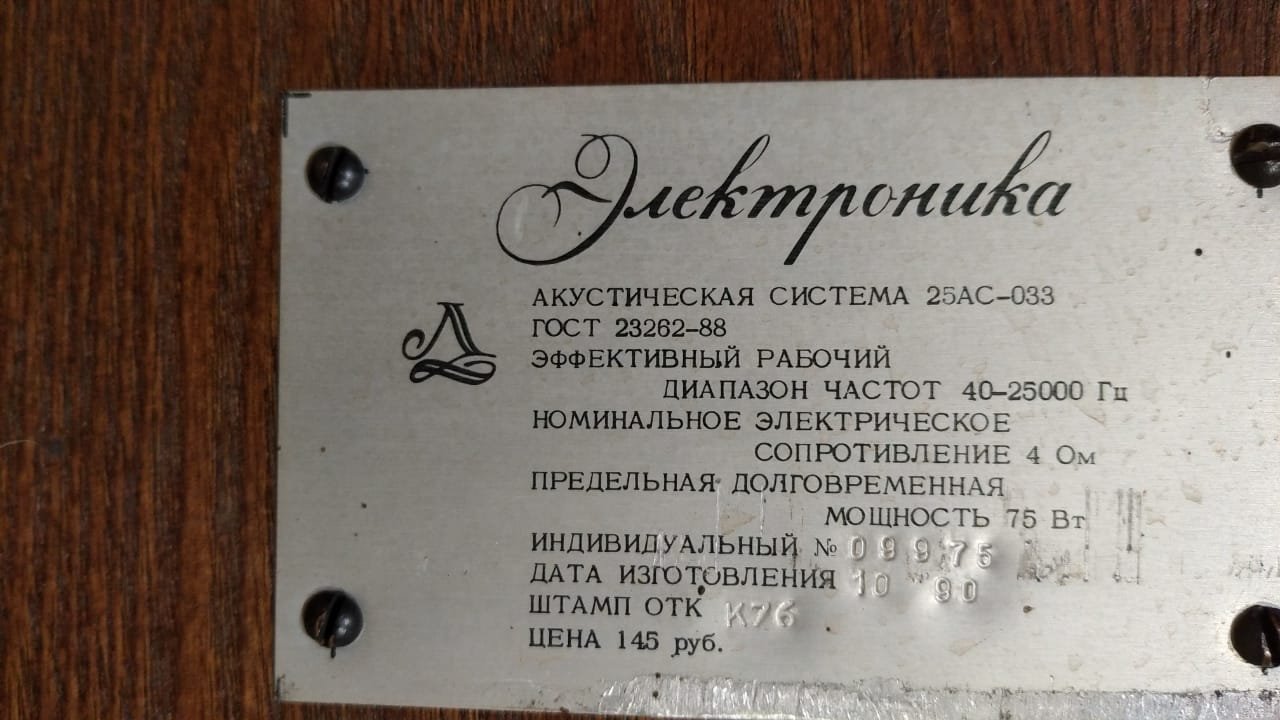 Электроника
АКУСТИЧЕСКАЯ СИСТЕМА 25АС-033
ГОСТ 23262-88
ЭФФЕКТИВНЫЙ РАБОЧИЙ
ДИАПАЗОН ЧАСТОТ 40-25000 Гц
НОМИНАЛЬНОЕ ЭЛЕКТРИЧЕСКОЕ
СОПРОТИВЛЕНИЕ 4 Ом
ПРЕДЕЛЬНАЯ ДОЛГОВРЕМЕННАЯ
МОЩНОСТЬ 75 Вт
ИНДИВИДУАЛЬНЫЙ № 09975
ДАТА ИЗГОТОВЛЕНИЯ 10 90
ШТАМП ОТК К76
ЦЕНА 145 руб.